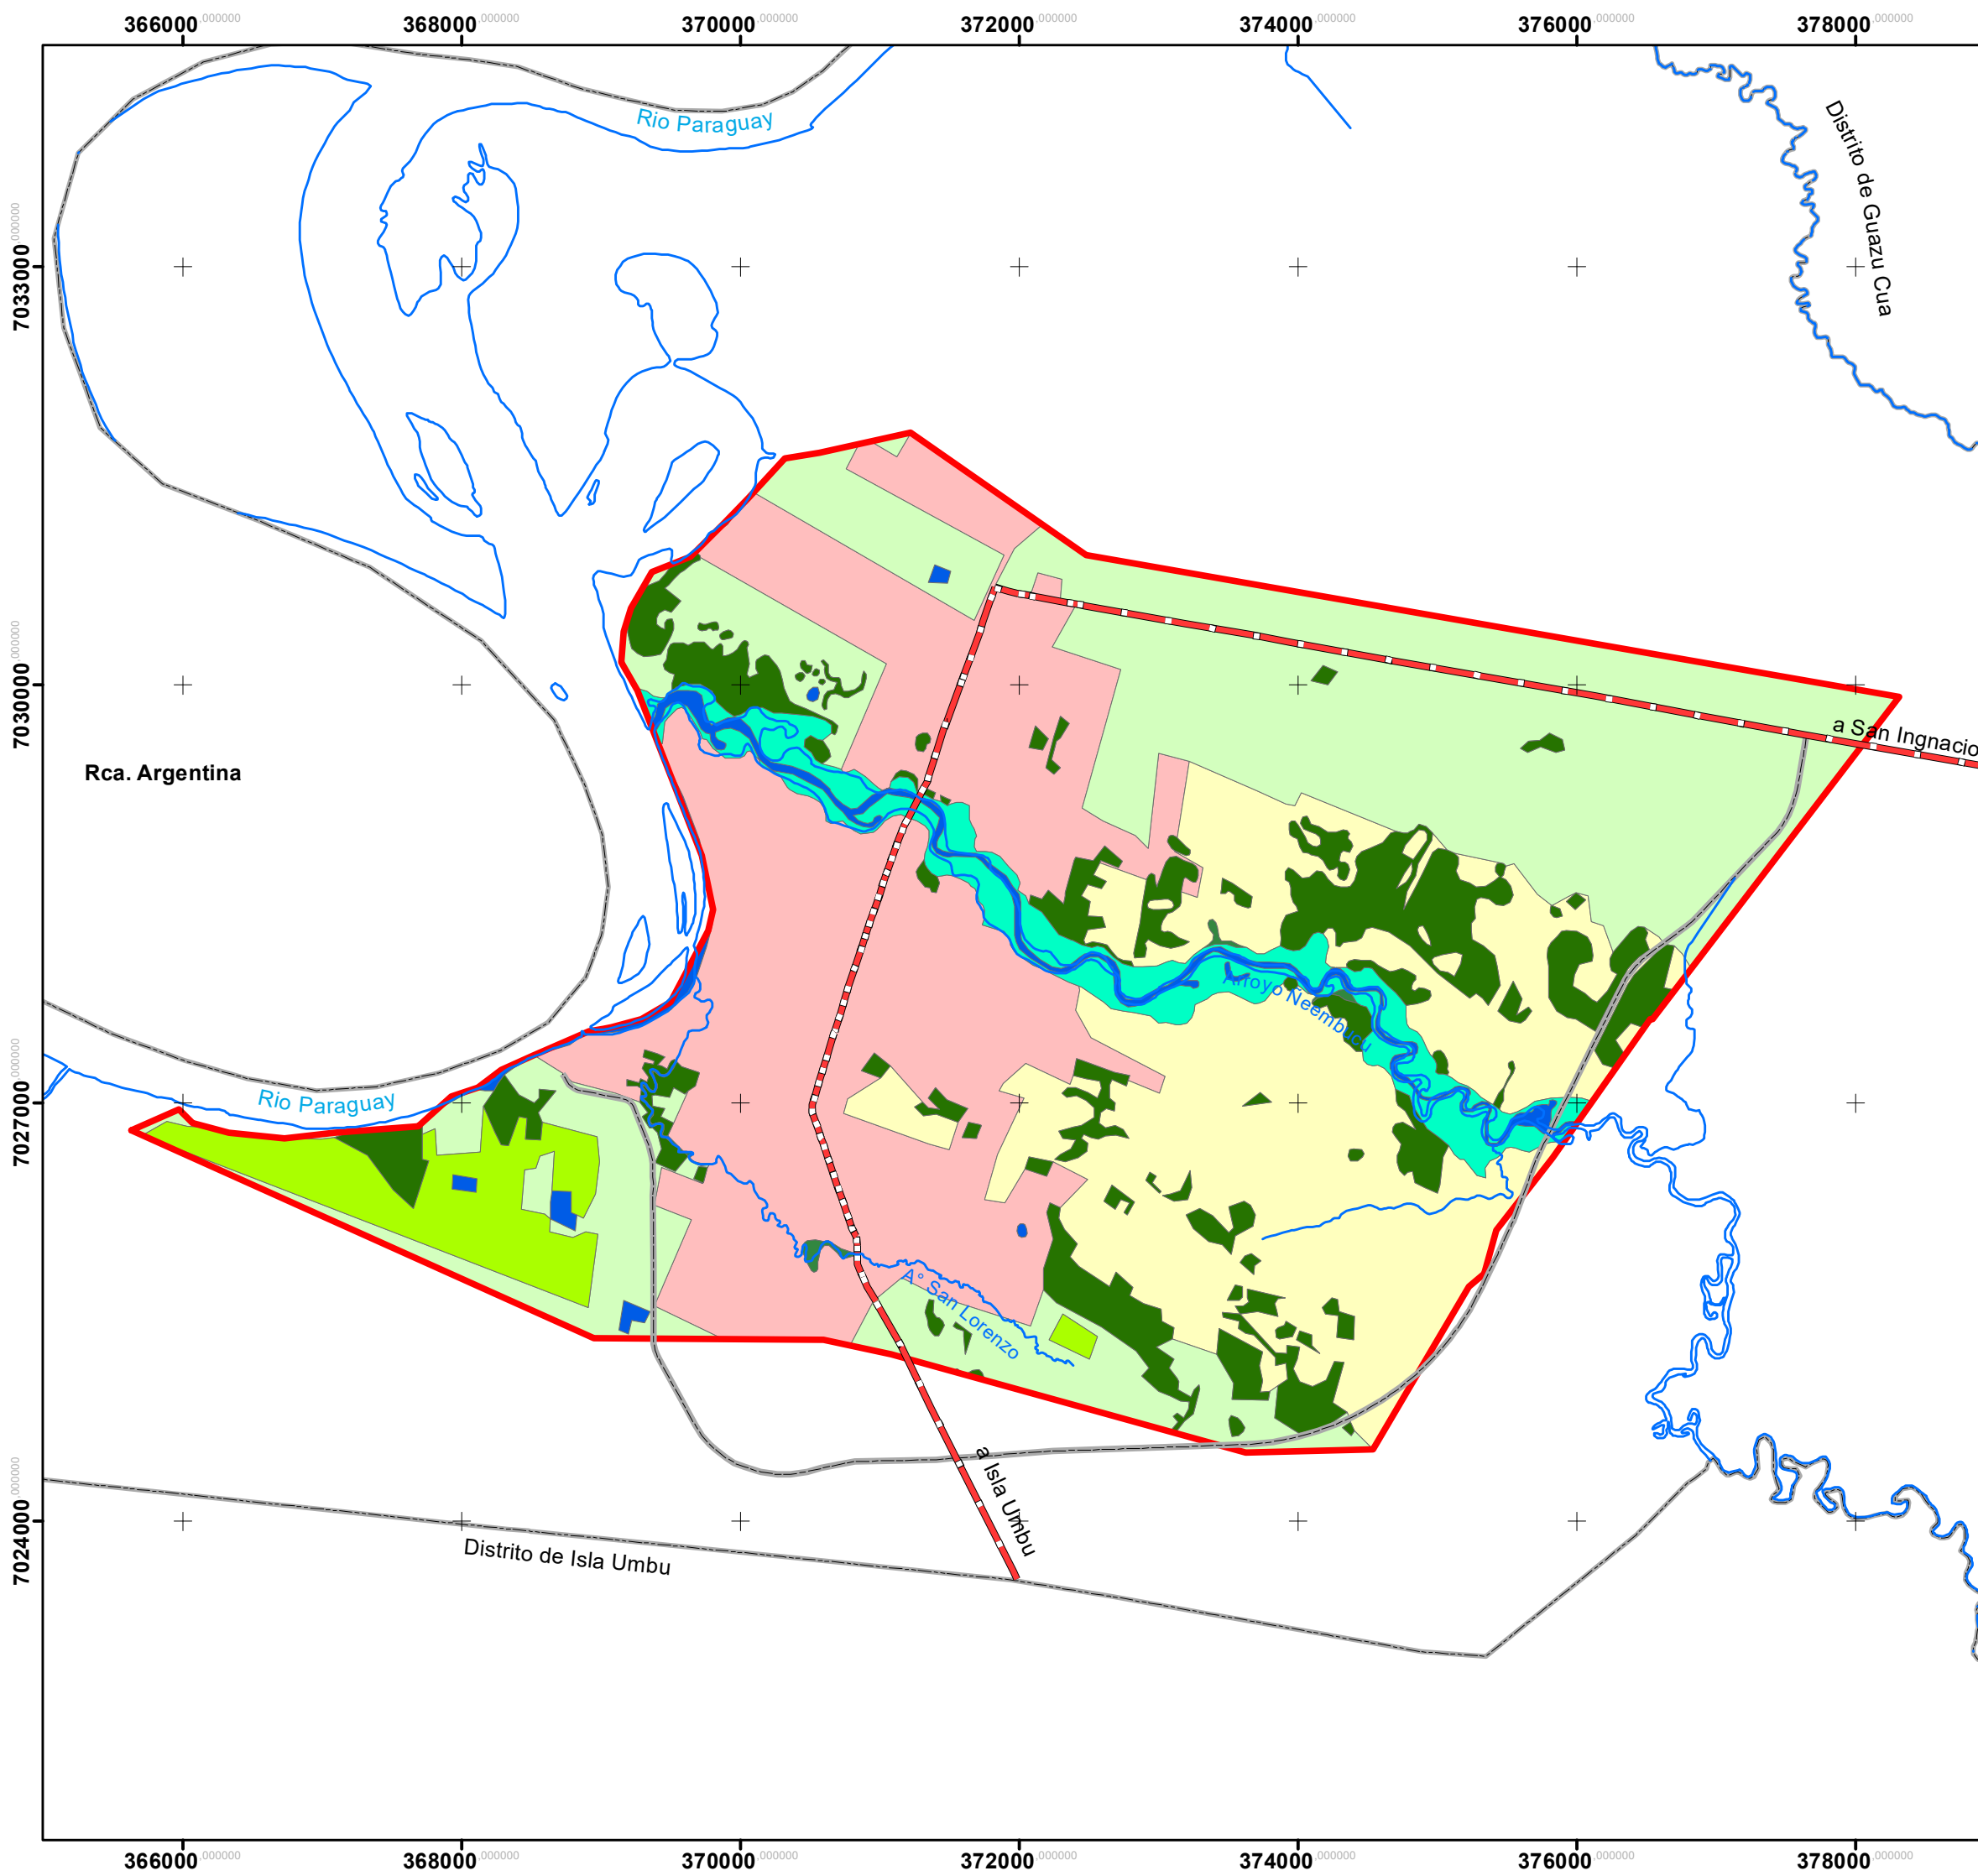 366000.000000 368000.000000 370000.000000 372000.000000 374000.000000 376000.000000 378000.000000
Rio Paraguay
Distrito de Guazu Cua
7033000.000000
7030000.000000
a San Ingnacio
Rca. Argentina
Arroyo Ñeembucu
7027000.000000
Rio Paraguay
A° San Lorenzo
a Isla Umbu
7024000.000000
Distrito de Isla Umbu
366000.000000 368000.000000 370000.000000 372000.000000 374000.000000 376000.000000 378000.000000